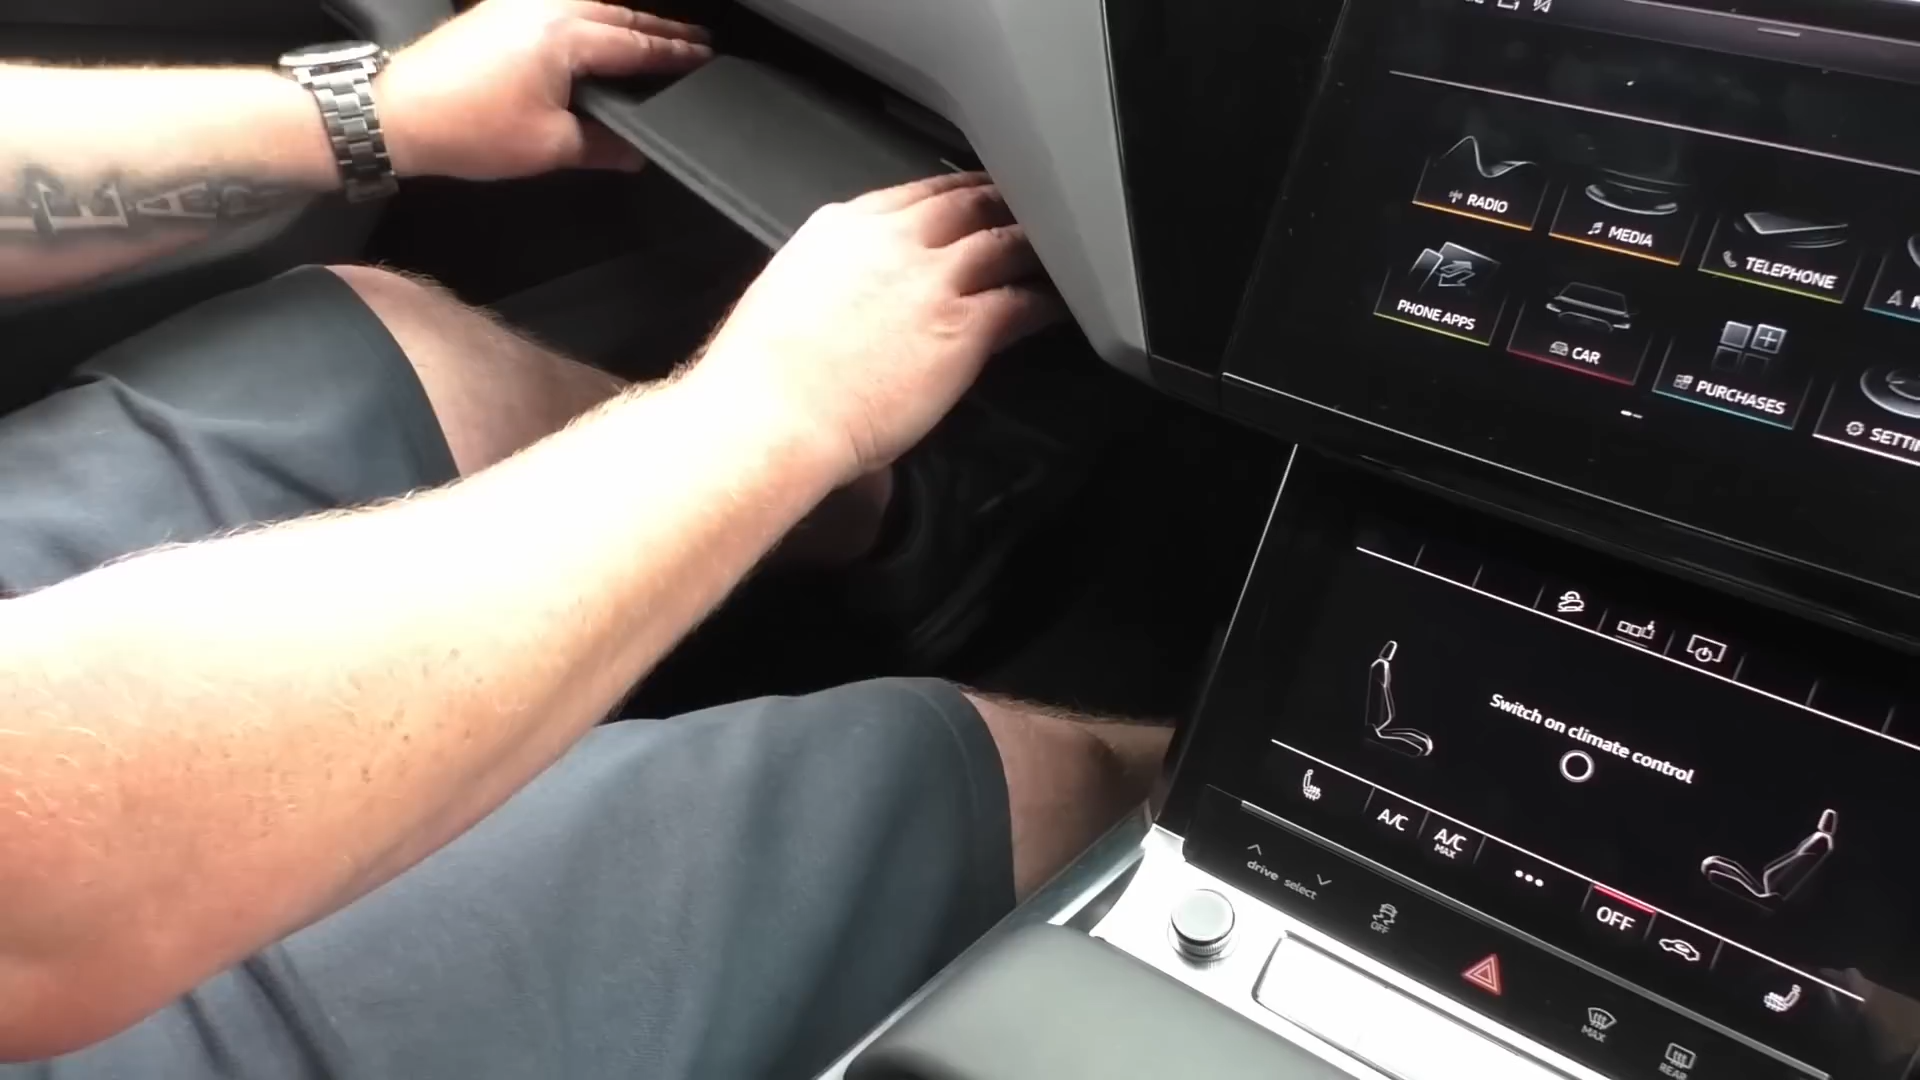 RADIO
MEDIA
TELEPHONE
PHONE APPS
CAR
PURCHASES
Switch on climate control
A/C
A/C
MAX
OFF
drive select
OFF
MAX
REAR